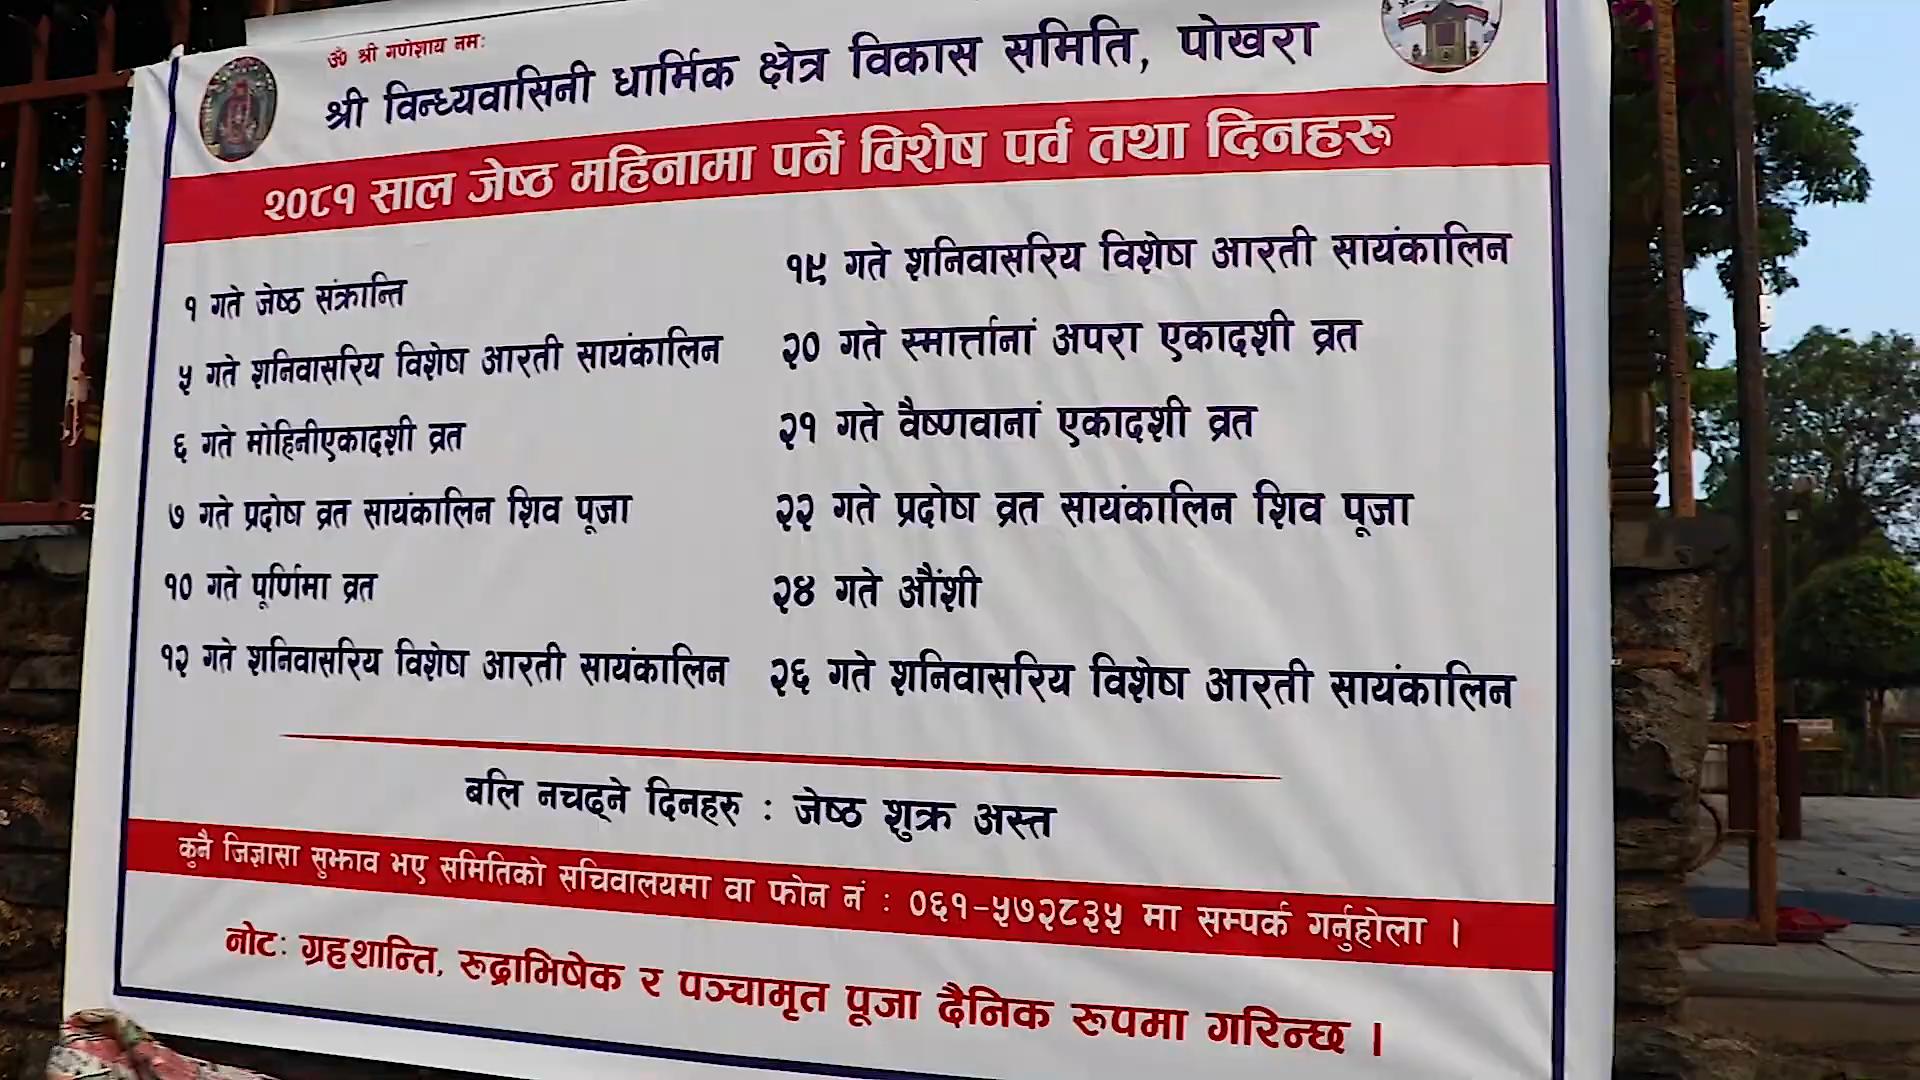 ॐ श्री गणेशाय नमः
श्री विन्ध्यवासिनी धार्मिक क्षेत्र विकास समिति, पोखरा
२०८१ साल जेष्ठ महिनामा पर्ने विशेष पर्व तथा दिनहरू
१ गते जेष्ठ संक्रान्ति
५ गते शनिवासरिय विशेष आरती सायंकालिन
६ गते मोहिनीएकादशी व्रत
७ गते प्रदोष व्रत सायंकालिन शिव पूजा
१० गते पूर्णिमा व्रत
१२ गते शनिवासरिय विशेष आरती सायंकालिन
१९ गते शनिवासरिय विशेष आरती सायंकालिन
२० गते स्मार्त्तानां अपरा एकादशी व्रत
२१ गते वैष्णवानां एकादशी व्रत
२२ गते प्रदोष व्रत सायंकालिन शिव पूजा
२४ गते औंशी
२६ गते शनिवासरिय विशेष आरती सायंकालिन
बलि नचढ्ने दिनहरु : जेष्ठ शुक्र अस्त
कुनै जिज्ञासा सुझाव भए समितिको सचिवालयमा वा फोन नं : ०६१-५७२८३५ मा सम्पर्क गर्नुहोला ।
नोटः ग्रहशान्ति, रुद्राभिषेक र पञ्चामृत पूजा दैनिक रुपमा गरिन्छ ।